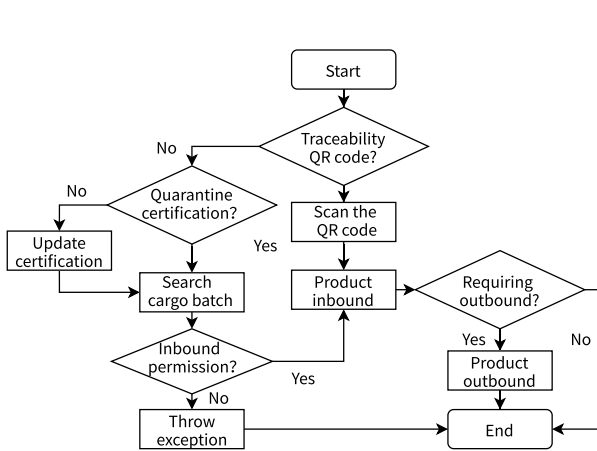 Start
Traceability
QR code?
No
Quarantine
certification?
No
Update
certification
Yes
Scan the
QR code
Search
cargo batch
Product
inbound
Requiring
outbound?
Inbound
permission?
Yes
No
Yes
No
Product
outbound
Throw
exception
End